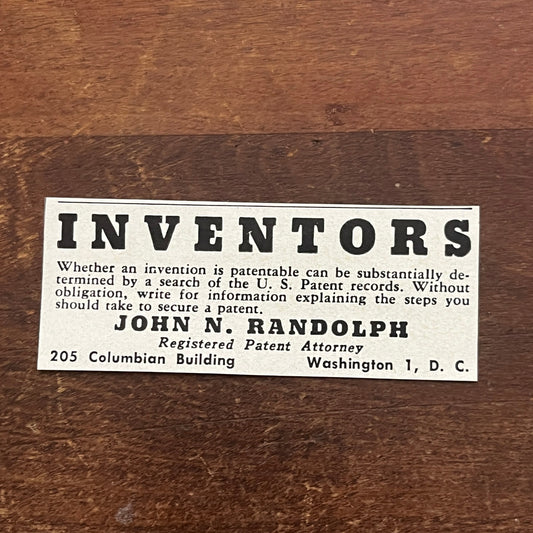 INVENTORS
Whether an invention is patentable can be substantially de-
termined by a search of the U. S. Patent records. Without
obligation, write for information explaining the steps you
should take to secure a patent.
JOHN N. RANDOLPH
Registered Patent Attorney
205 Columbian Building Washington 1, D. C.